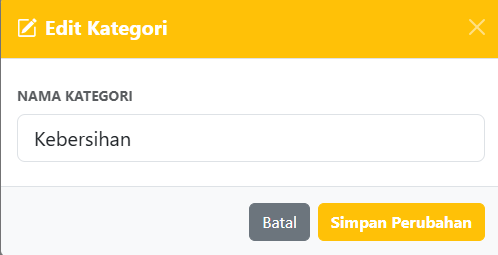 Edit Kategori
NAMA KATEGORI
Kebersihan
Batal Simpan Perubahan